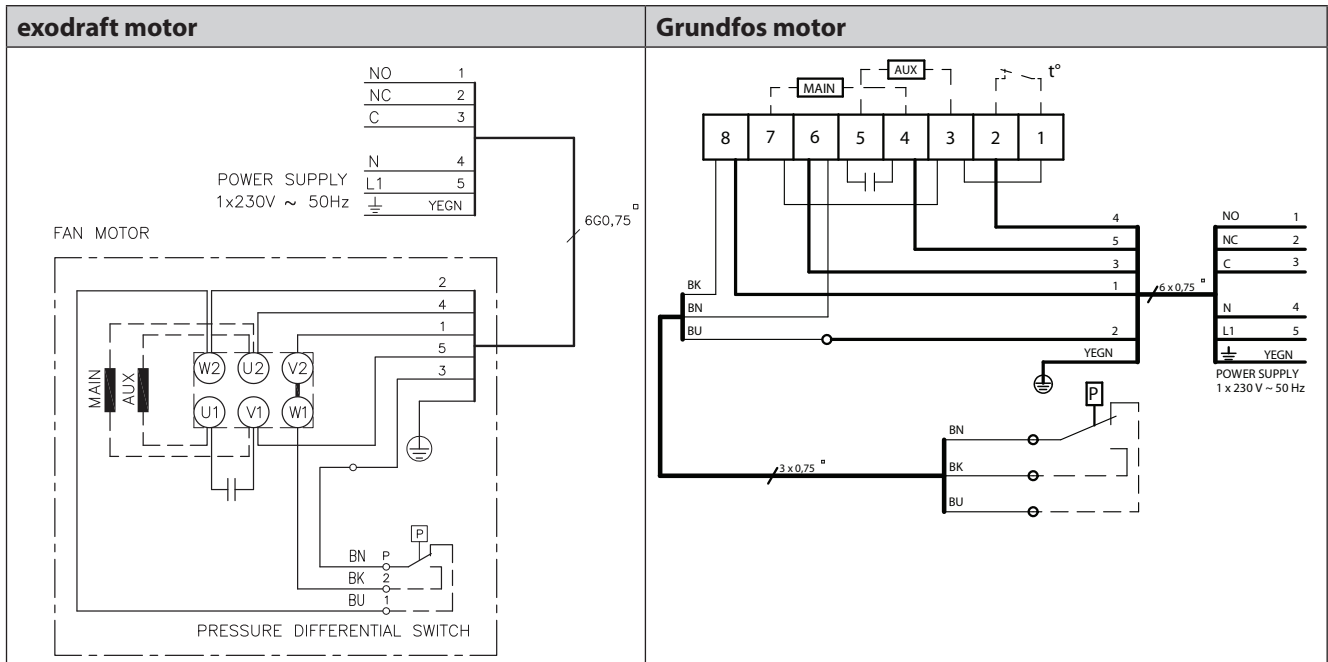 exodraft motor
NO 1
NC 2
C 3
N 4
POWER SUPPLY L1 5
1x230V ~ 50Hz YEGN
6G0,75
FAN MOTOR
2
4
1
5
3
MAIN
AUX
W2 U2 V2
U1 V1 W1
P
BN P
BK 2
BU 1
PRESSURE DIFFERENTIAL SWITCH
Grundfos motor
AUX t°
MAIN
8 7 6 5 4 3 2 1
4
5
3
1
2
YEGN
BK
BN
BU
6 x 0,75
NO 1
NC 2
C 3
N 4
L1 5
YEGN
POWER SUPPLY
1 x 230 V ~ 50 Hz
P
BN
BK
BU
3 x 0,75